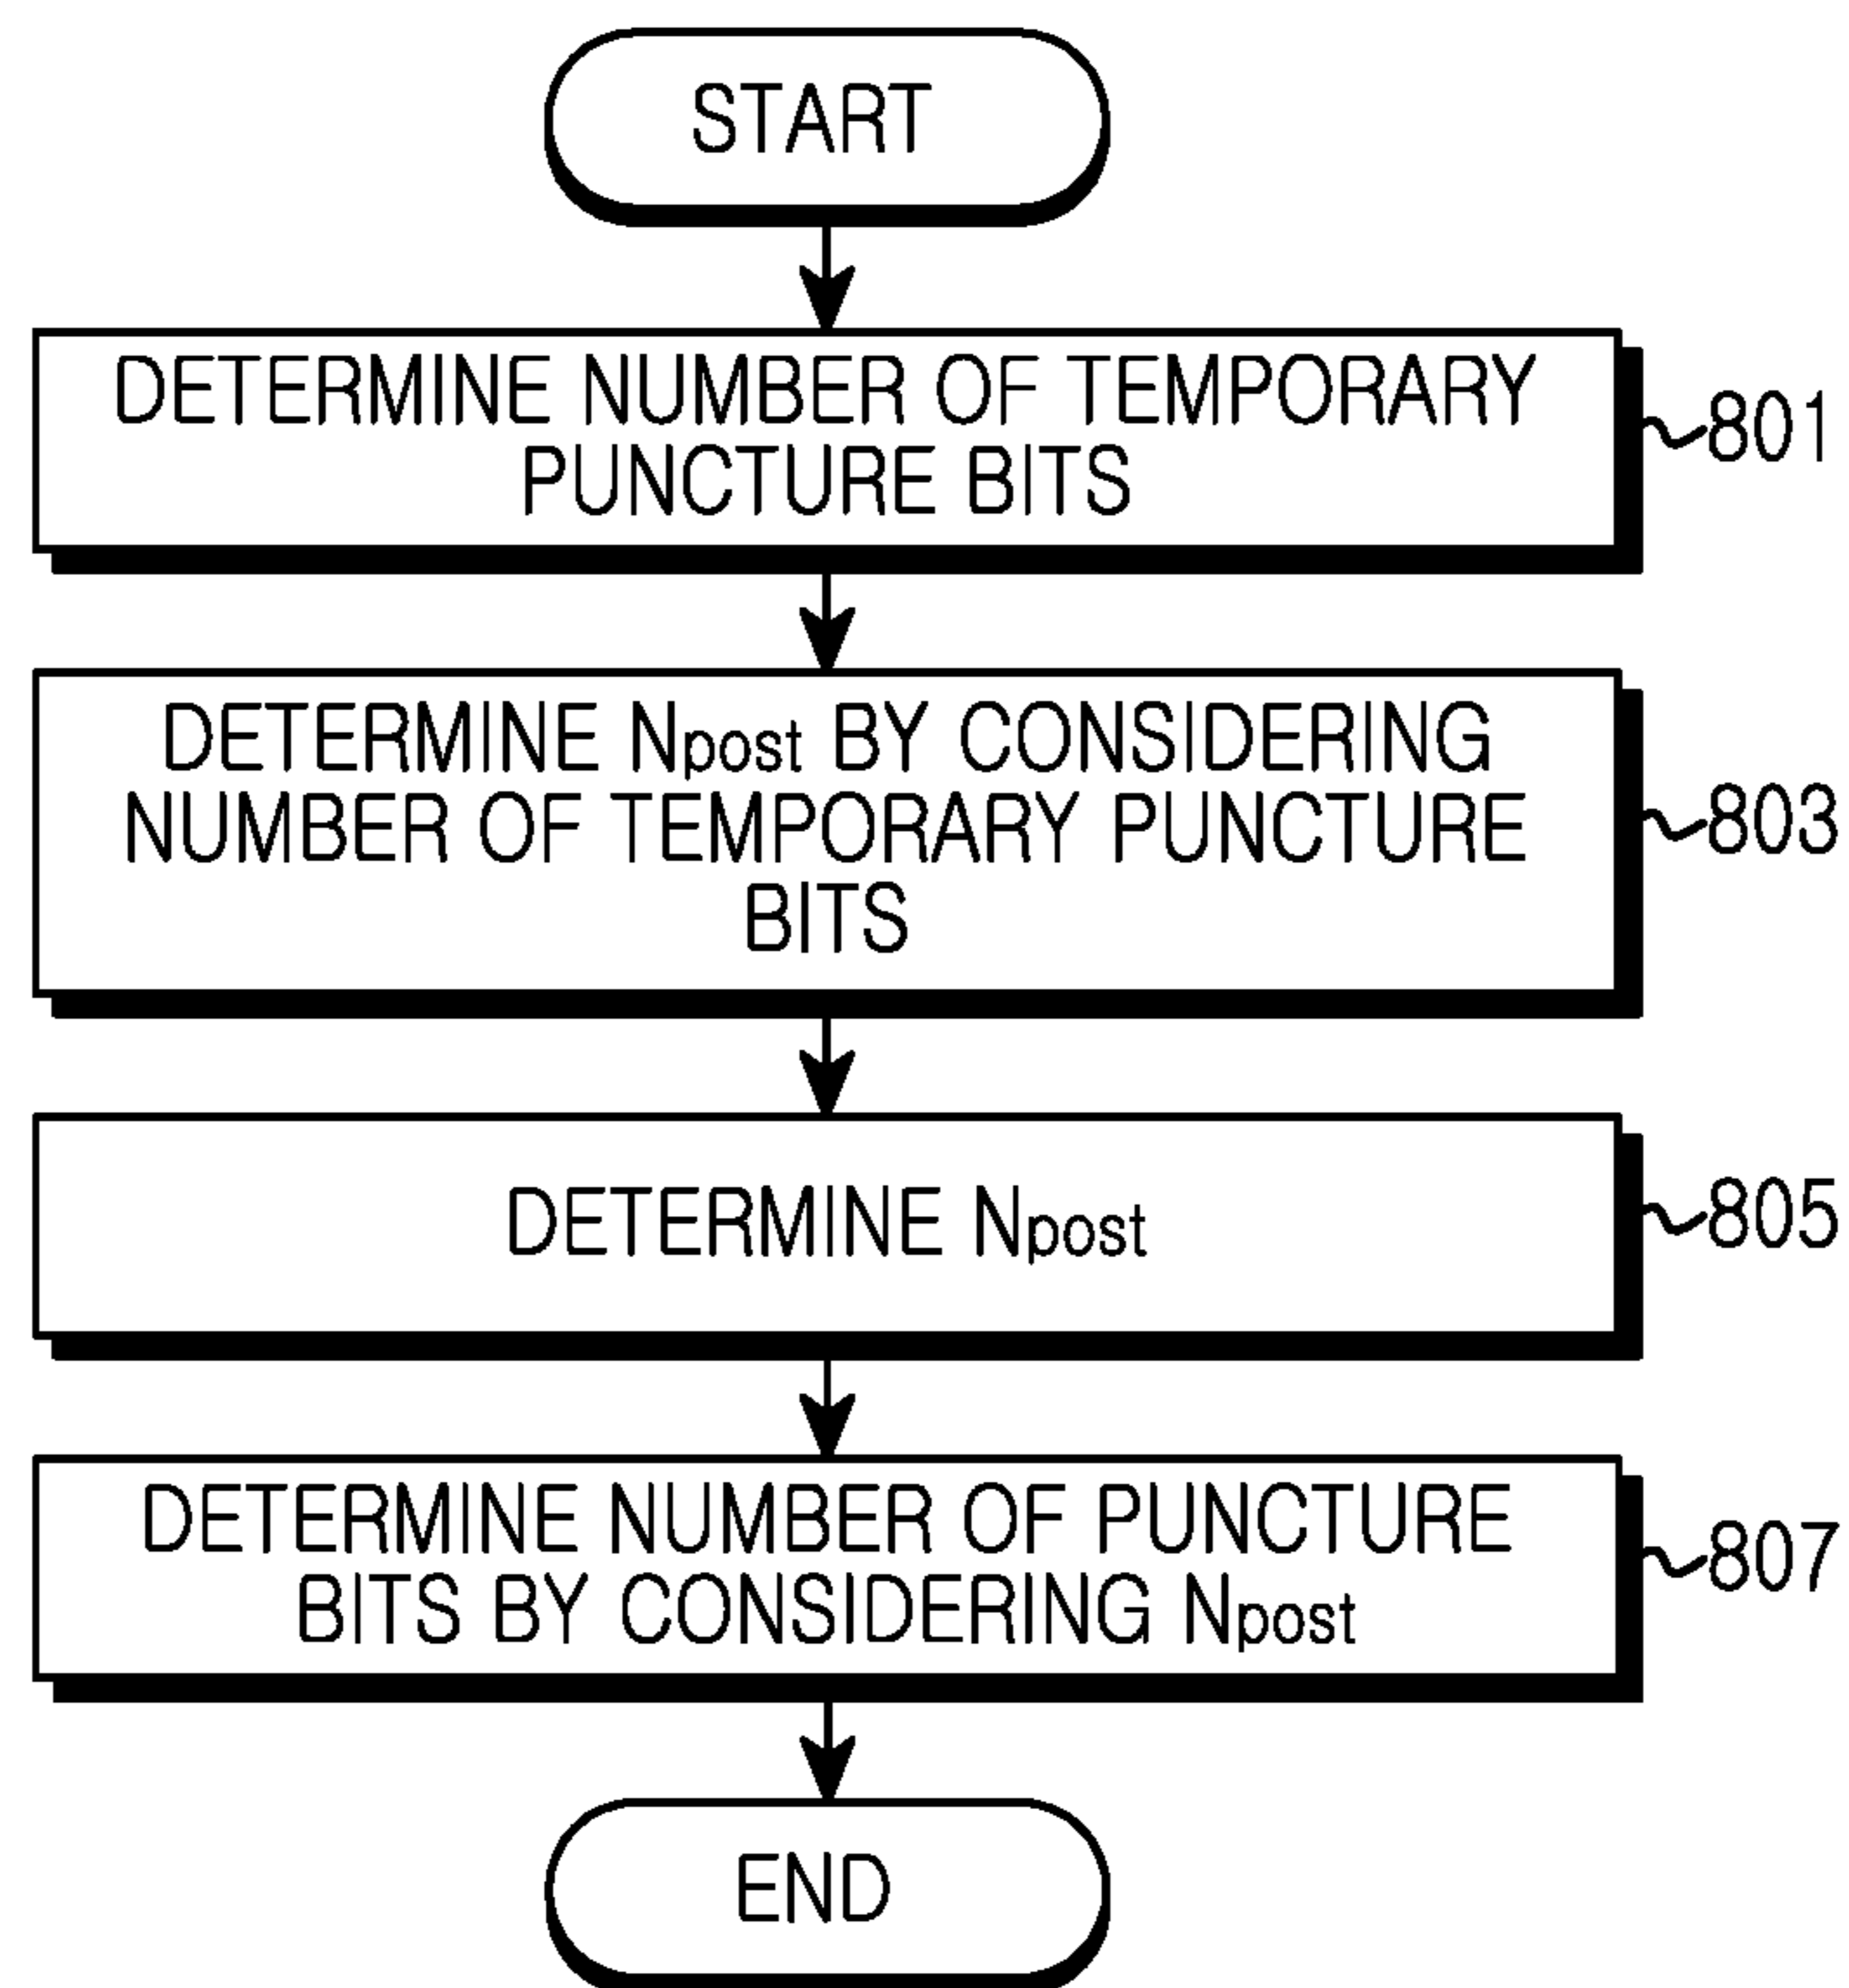 START
DETERMINE NUMBER OF TEMPORARY
PUNCTURE BITS
801
DETERMINE Npost BY CONSIDERING
NUMBER OF TEMPORARY PUNCTURE
BITS
803
DETERMINE Npost
805
DETERMINE NUMBER OF PUNCTURE
BITS BY CONSIDERING Npost
807
END